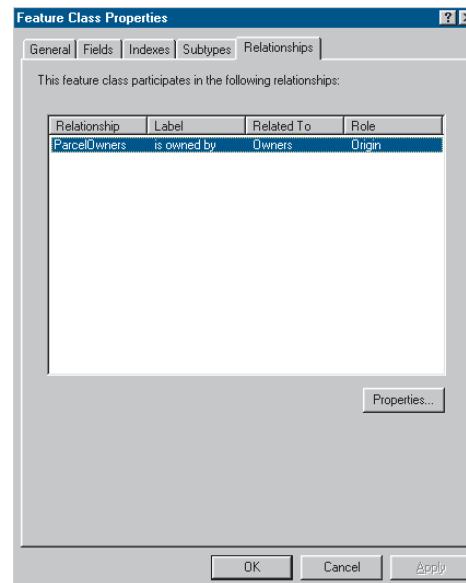 Feature Class Properties
General Fields Indexes Subtypes Relationships
This feature class participates in the following relationships:
Relationship Label Related To Role
ParcelOwners is owned by Owners Origin
Properties...
OK Cancel Apply